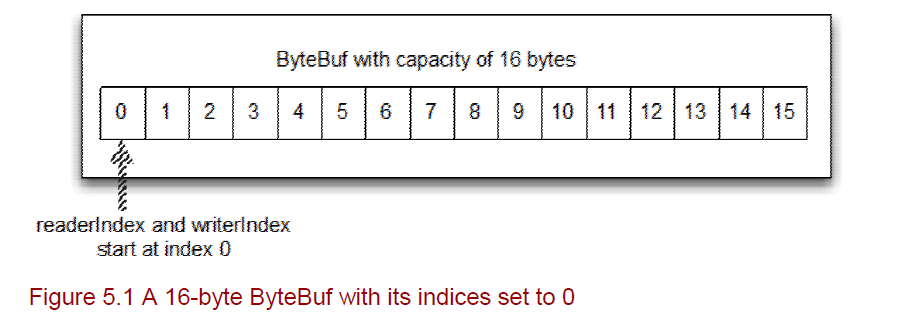 ByteBuf with capacity of 16 bytes
0 1 2 3 4 5 6 7 8 9 10 11 12 13 14 15
readerIndex and writerIndex
start at index 0
Figure 5.1 A 16-byte ByteBuf with its indices set to 0